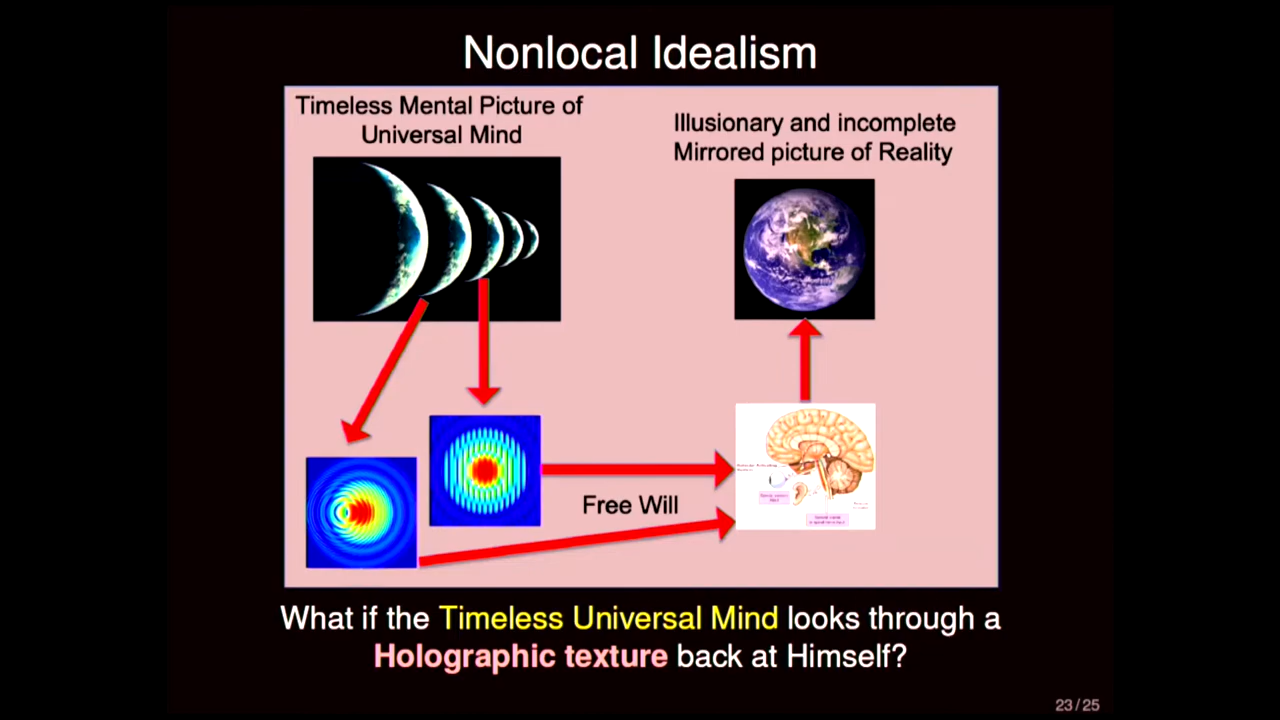 Nonlocal Idealism
Timeless Mental Picture of
Universal Mind
Illusionary and incomplete
Mirrored picture of Reality
Free Will
What if the Timeless Universal Mind looks through a
Holographic texture back at Himself?
23 / 25